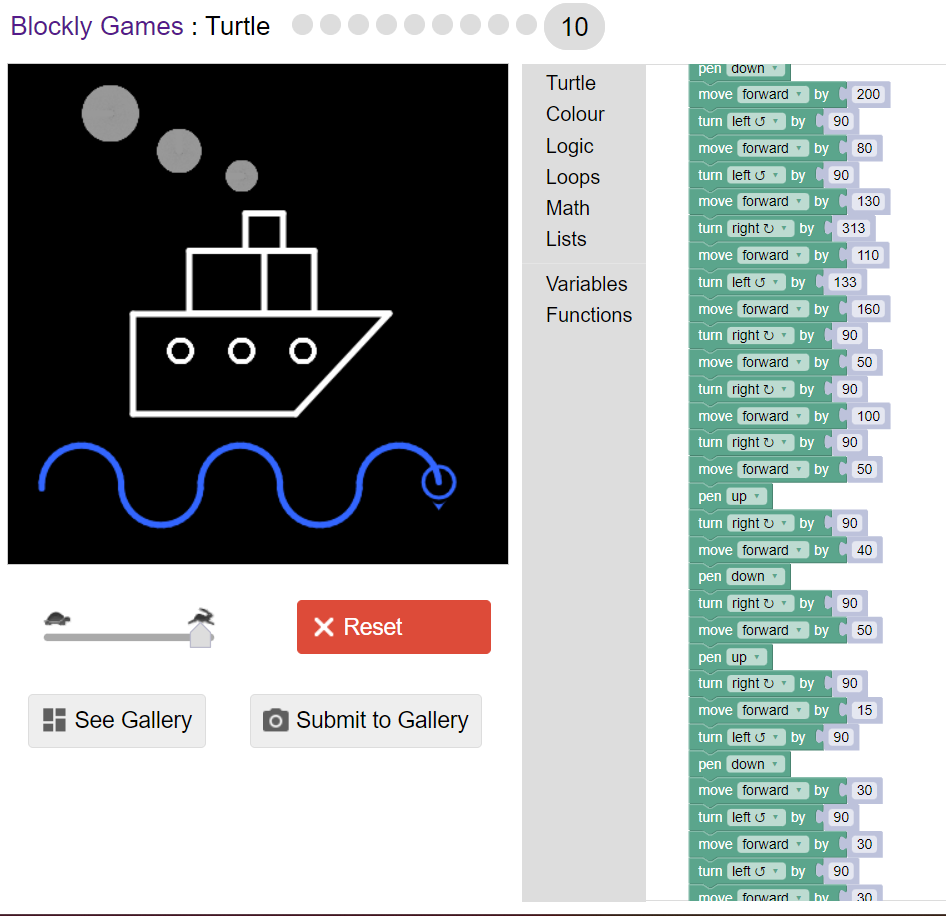 Blockly Games : Turtle
10
Turtle
Colour
Logic
Loops
Math
Lists
Variables
Functions
pen down
move forward by 200
turn left ↺ by 90
move forward by 80
turn left ↺ by 90
move forward by 130
turn right ↻ by 313
move forward by 110
turn left ↺ by 133
move forward by 160
turn right ↻ by 90
move forward by 50
turn right ↻ by 90
move forward by 100
turn right ↻ by 90
move forward by 50
pen up
turn right ↻ by 90
move forward by 40
pen down
turn right ↻ by 90
move forward by 50
pen up
turn right ↻ by 90
move forward by 15
turn left ↺ by 90
pen down
move forward by 30
turn left ↺ by 90
move forward by 30
turn left ↺ by 90
move forward by 30
Reset
See Gallery
Submit to Gallery